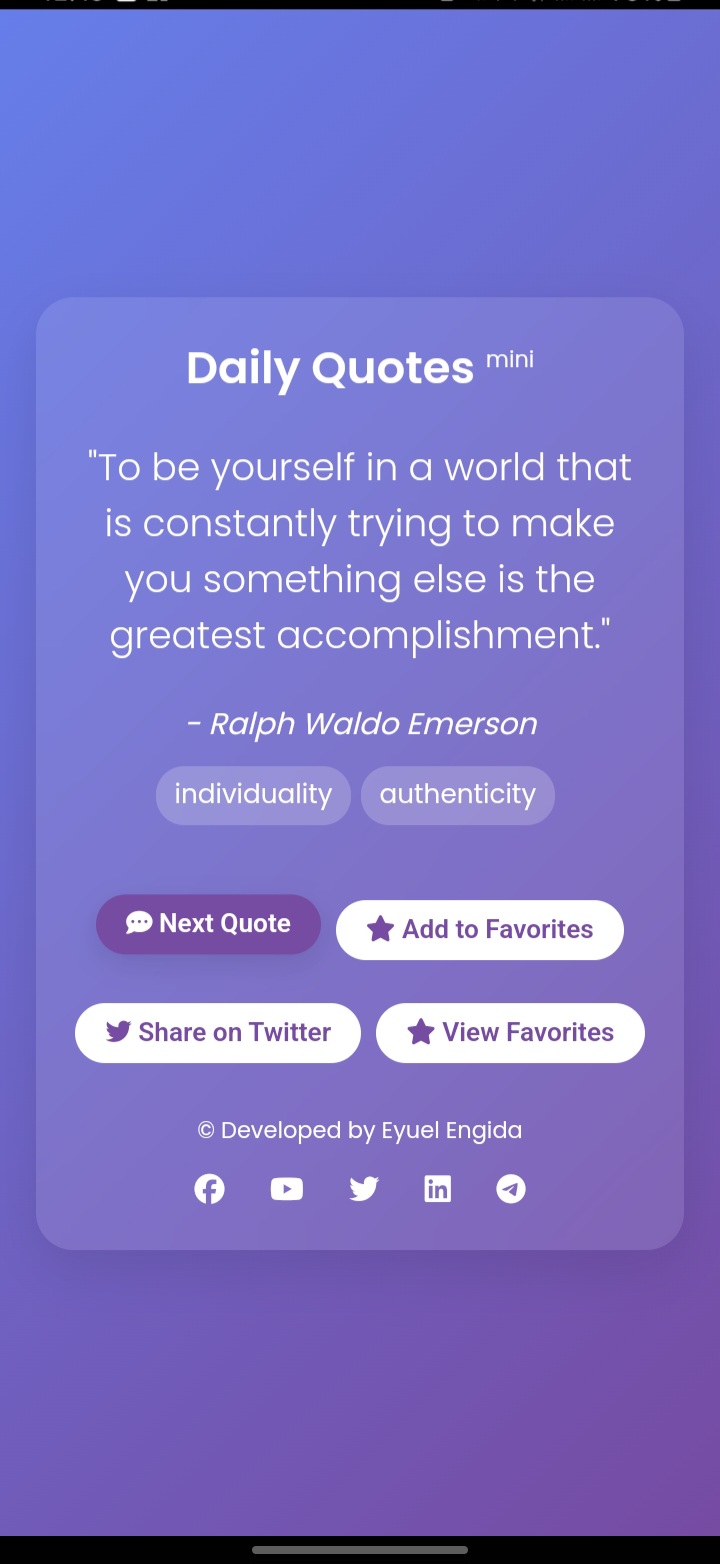 Daily Quotes mini
"To be yourself in a world that
is constantly trying to make
you something else is the
greatest accomplishment."
- Ralph Waldo Emerson
individuality authenticity
Next Quote Add to Favorites
Share on Twitter View Favorites
© Developed by Eyuel Engida